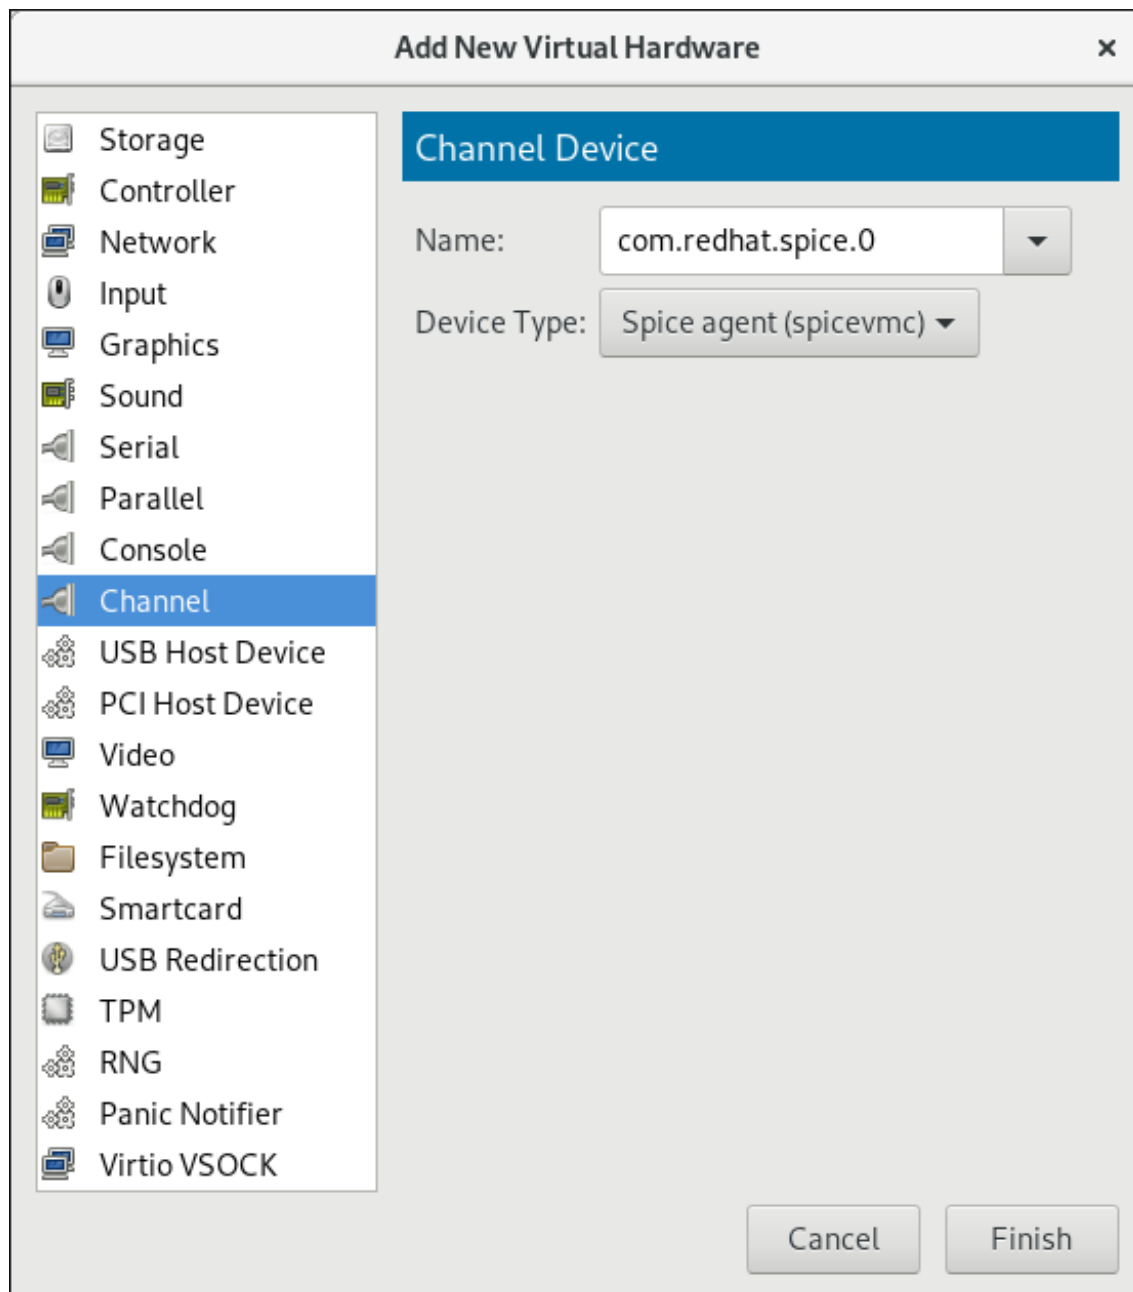 Add New Virtual Hardware
Storage
Controller
Network
Input
Graphics
Sound
Serial
Parallel
Console
Channel
USB Host Device
PCI Host Device
Video
Watchdog
Filesystem
Smartcard
USB Redirection
TPM
RNG
Panic Notifier
Virtio VSOCK
Channel Device
Name: com.redhat.spice.0
Device Type: Spice agent (spicevmc)
Cancel Finish